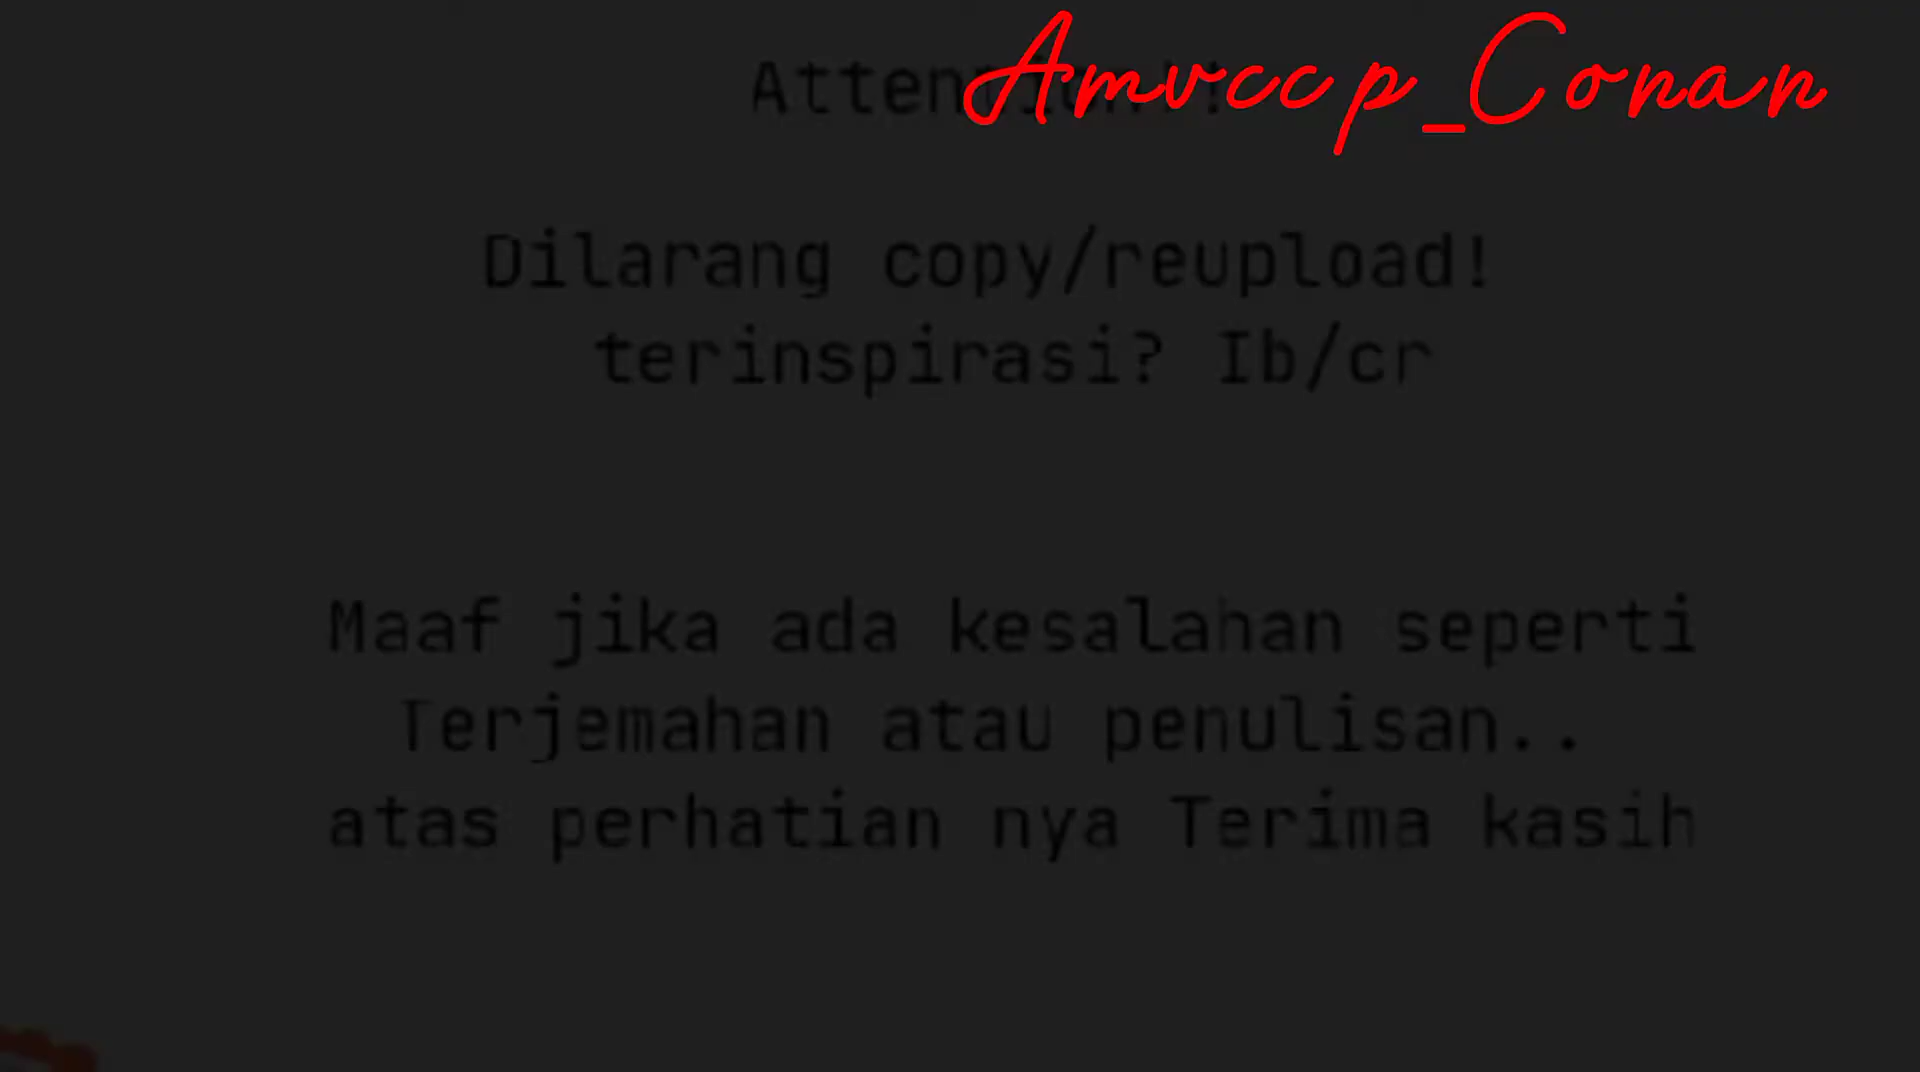 Attention!!
Amvccp_Conan
Dilarang copy/reupload!
terinspirasi? Ib/cr
Maaf jika ada kesalahan seperti
Terjemahan atau penulisan..
atas perhatian nya Terima kasih